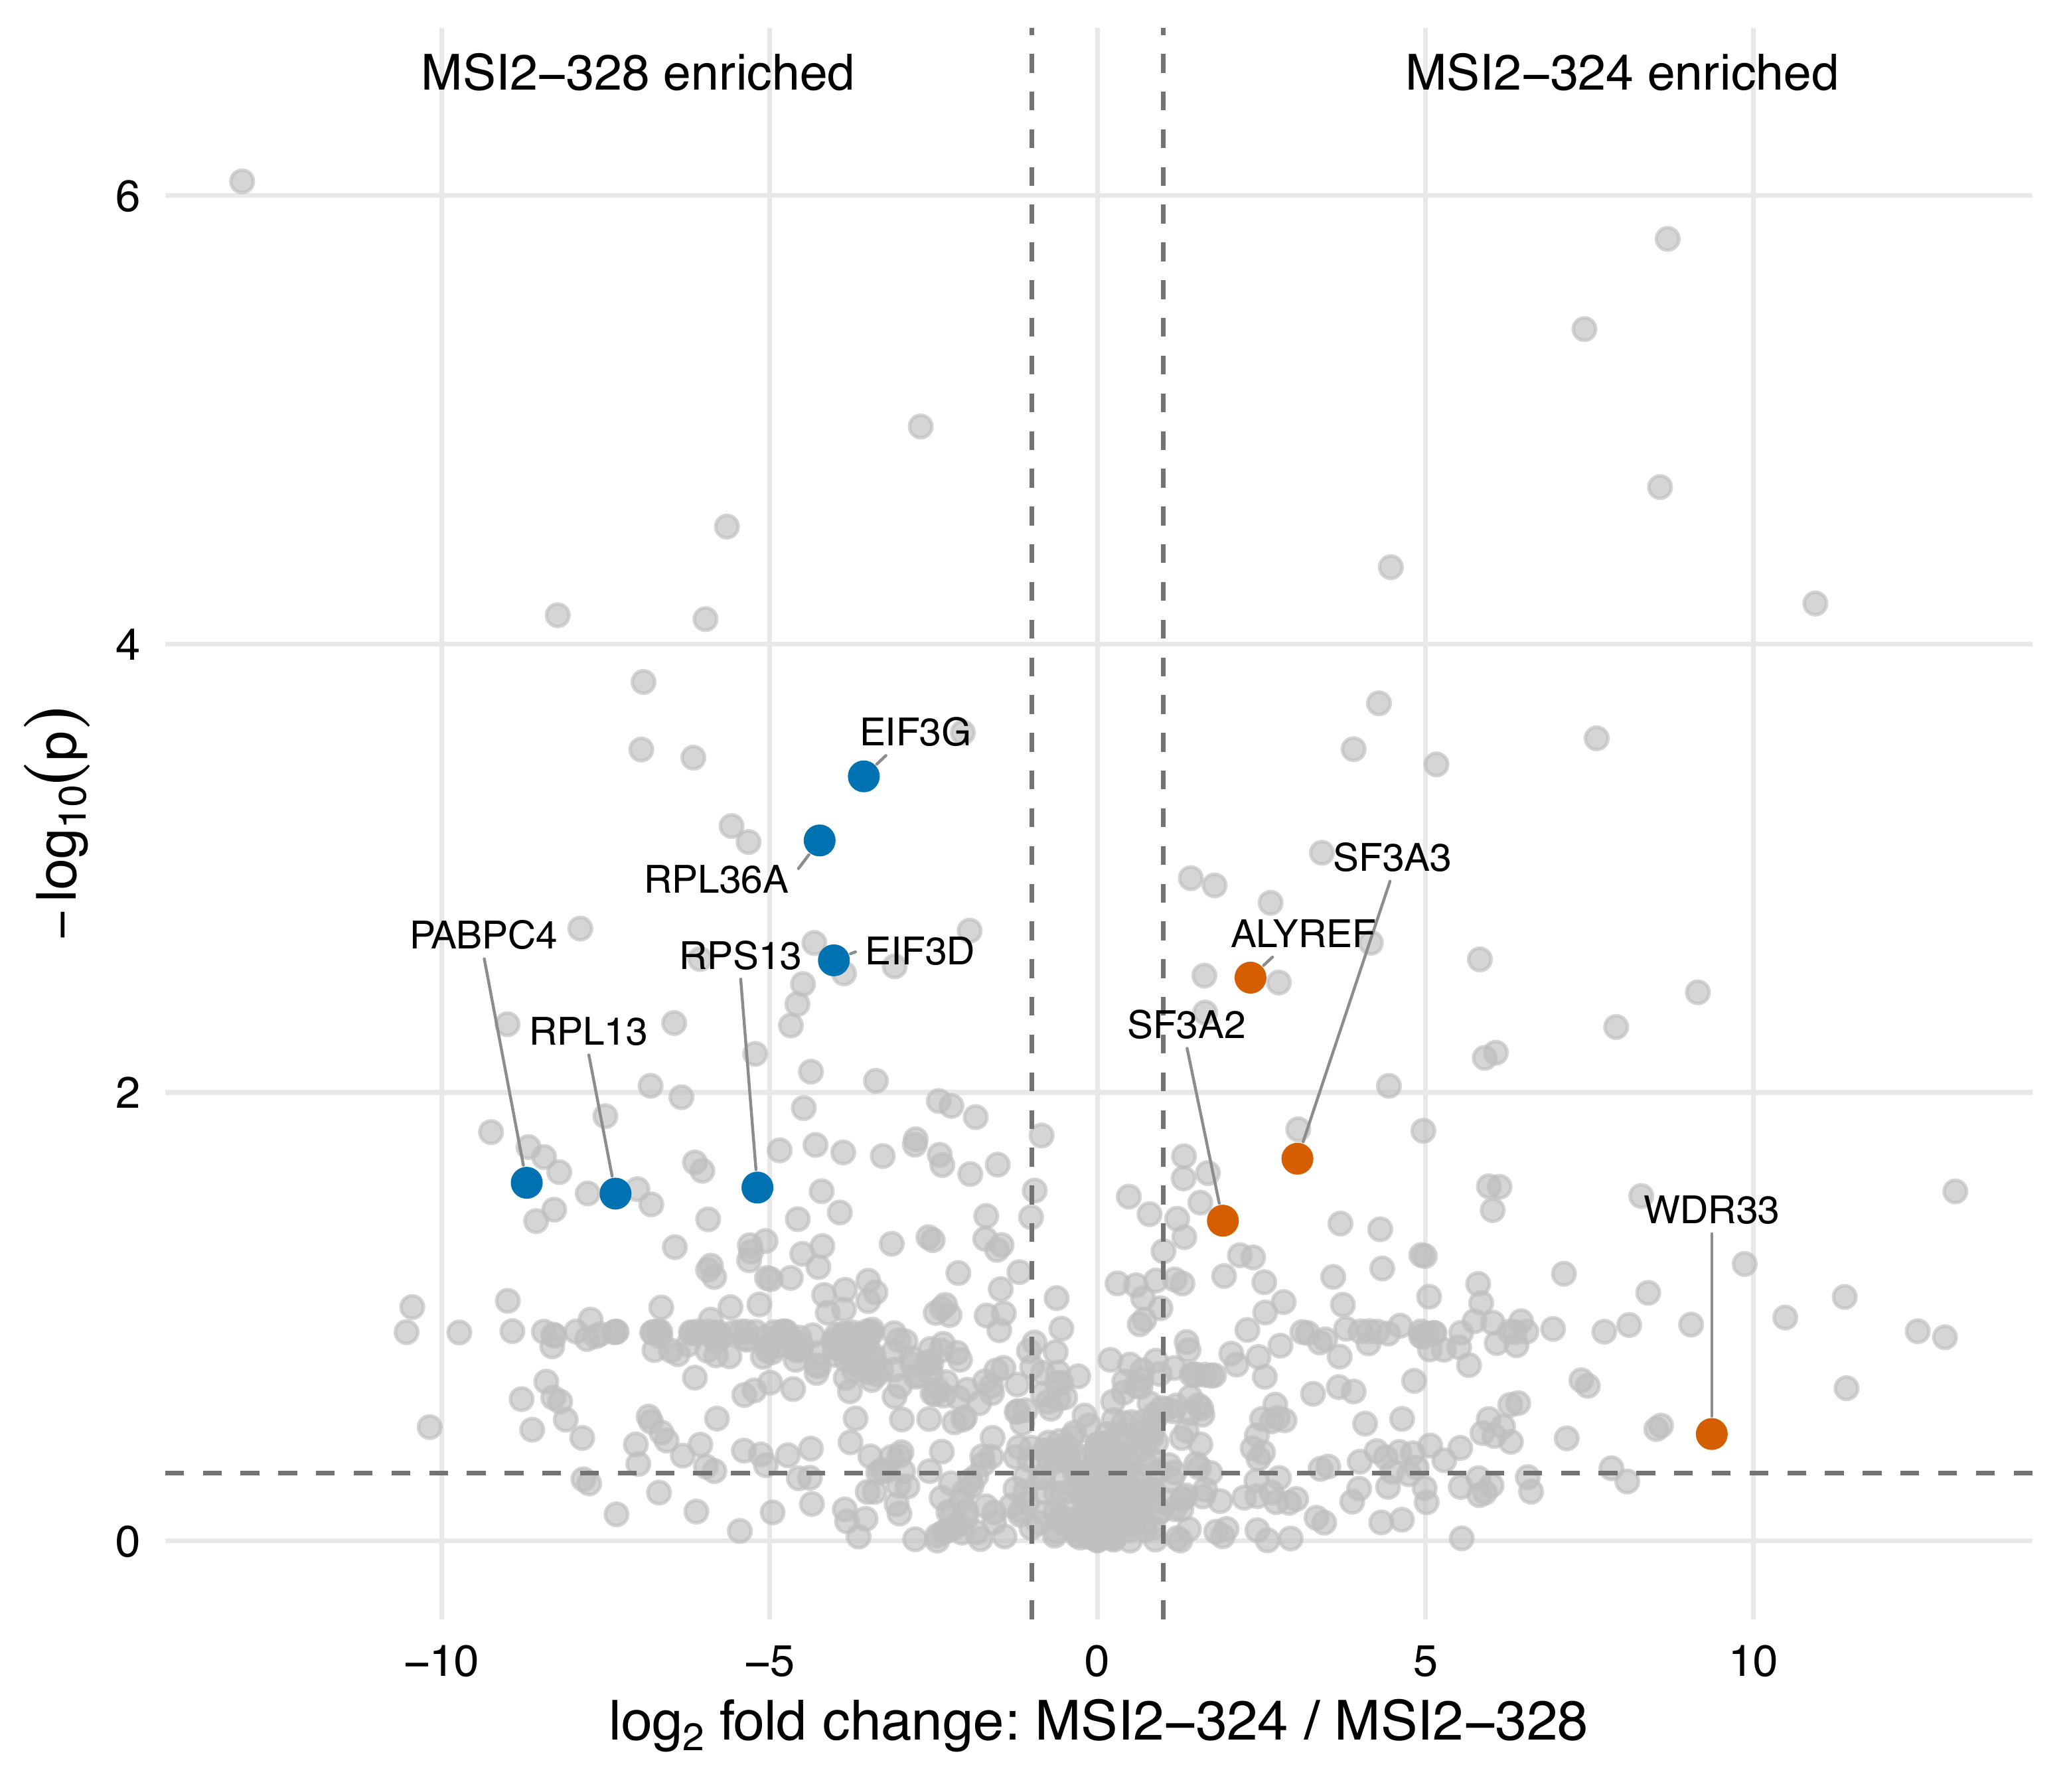 MSI2−328 enriched
MSI2−324 enriched
6
4
2
0
−log10(p)
EIF3G
RPL36A
SF3A3
PABPC4
RPS13
EIF3D
ALYREF
RPL13
SF3A2
WDR33
−10
−5
0
5
10
log2 fold change: MSI2−324 / MSI2−328